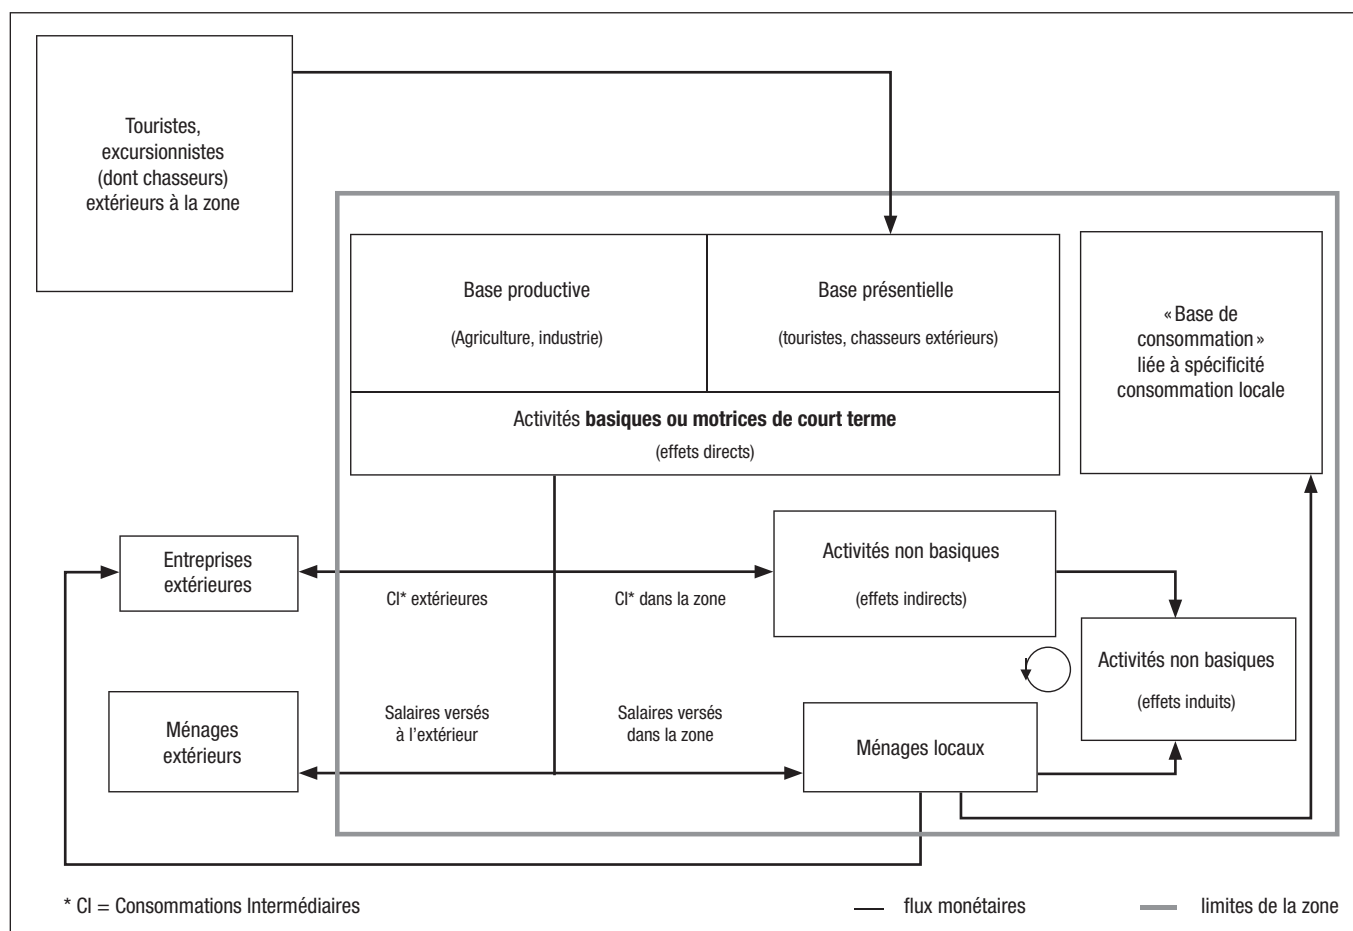 Touristes,
excursionnistes
(dont chasseurs)
extérieurs à la zone
Base productive
(Agriculture, industrie)
Base présentielle
(touristes, chasseurs extérieurs)
« Base de
consommation »
liée à spécificité
consommation locale
Activités basiques ou motrices de court terme
(effets directs)
Entreprises
extérieures
CI* extérieures
CI* dans la zone
Activités non basiques
(effets indirects)
Activités non basiques
(effets induits)
Ménages
extérieurs
Salaires versés
à l’extérieur
Salaires versés
dans la zone
Ménages locaux
* CI = Consommations Intermédiaires
flux monétaires
limites de la zone